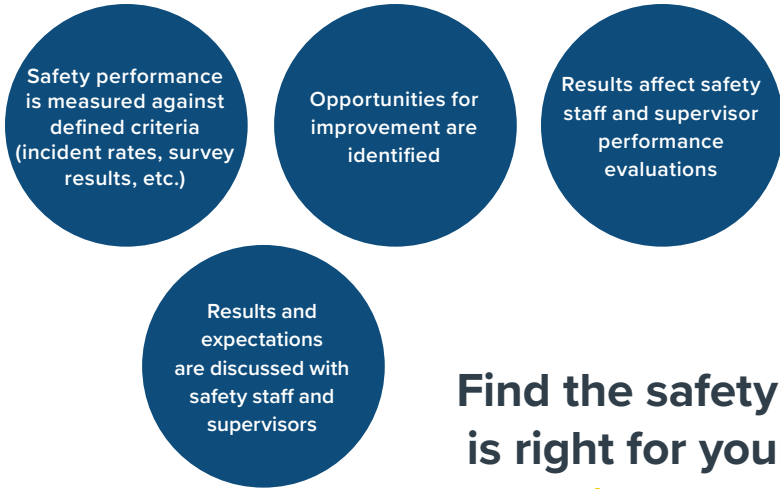 Safety performance
is measured against
defined criteria
(incident rates, survey
results, etc.)
Opportunities for
improvement are
identified
Results affect safety
staff and supervisor
performance
evaluations
Results and
expectations
are discussed with
safety staff and
supervisors
Find the safety
is right for you